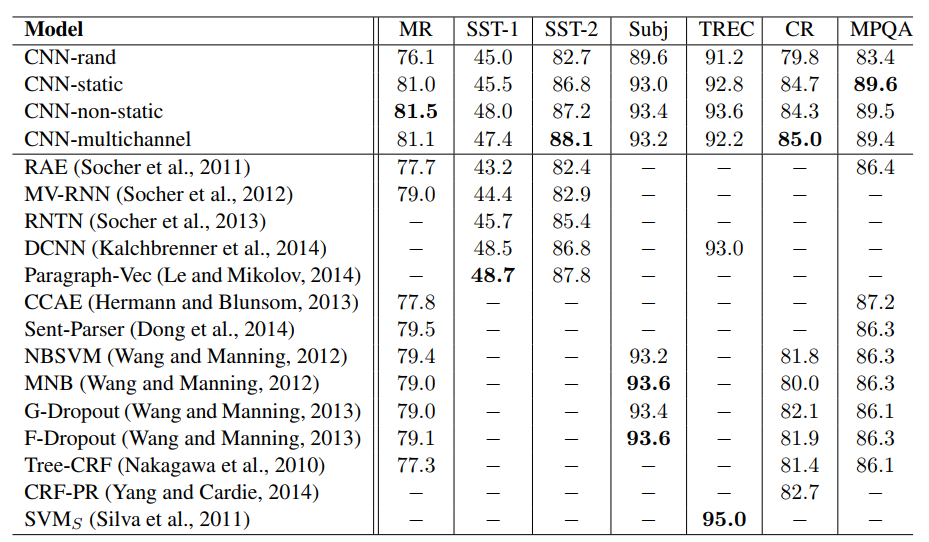 Model MR SST-1 SST-2 Subj TREC CR MPQA
CNN-rand 76.1 45.0 82.7 89.6 91.2 79.8 83.4
CNN-static 81.0 45.5 86.8 93.0 92.8 84.7 89.6
CNN-non-static 81.5 48.0 87.2 93.4 93.6 84.3 89.5
CNN-multichannel 81.1 47.4 88.1 93.2 92.2 85.0 89.4
RAE (Socher et al., 2011) 77.7 43.2 82.4 − − − 86.4
MV-RNN (Socher et al., 2012) 79.0 44.4 82.9 − − − −
RNTN (Socher et al., 2013) − 45.7 85.4 − − − −
DCNN (Kalchbrenner et al., 2014) − 48.5 86.8 − 93.0 − −
Paragraph-Vec (Le and Mikolov, 2014) − 48.7 87.8 − − − −
CCAE (Hermann and Blunsom, 2013) 77.8 − − − − − 87.2
Sent-Parser (Dong et al., 2014) 79.5 − − − − − 86.3
NBSVM (Wang and Manning, 2012) 79.4 − − 93.2 − 81.8 86.3
MNB (Wang and Manning, 2012) 79.0 − − 93.6 − 80.0 86.3
G-Dropout (Wang and Manning, 2013) 79.0 − − 93.4 − 82.1 86.1
F-Dropout (Wang and Manning, 2013) 79.1 − − 93.6 − 81.9 86.3
Tree-CRF (Nakagawa et al., 2010) 77.3 − − − − 81.4 86.1
CRF-PR (Yang and Cardie, 2014) − − − − − 82.7 −
SVMS (Silva et al., 2011) − − − − 95.0 − −